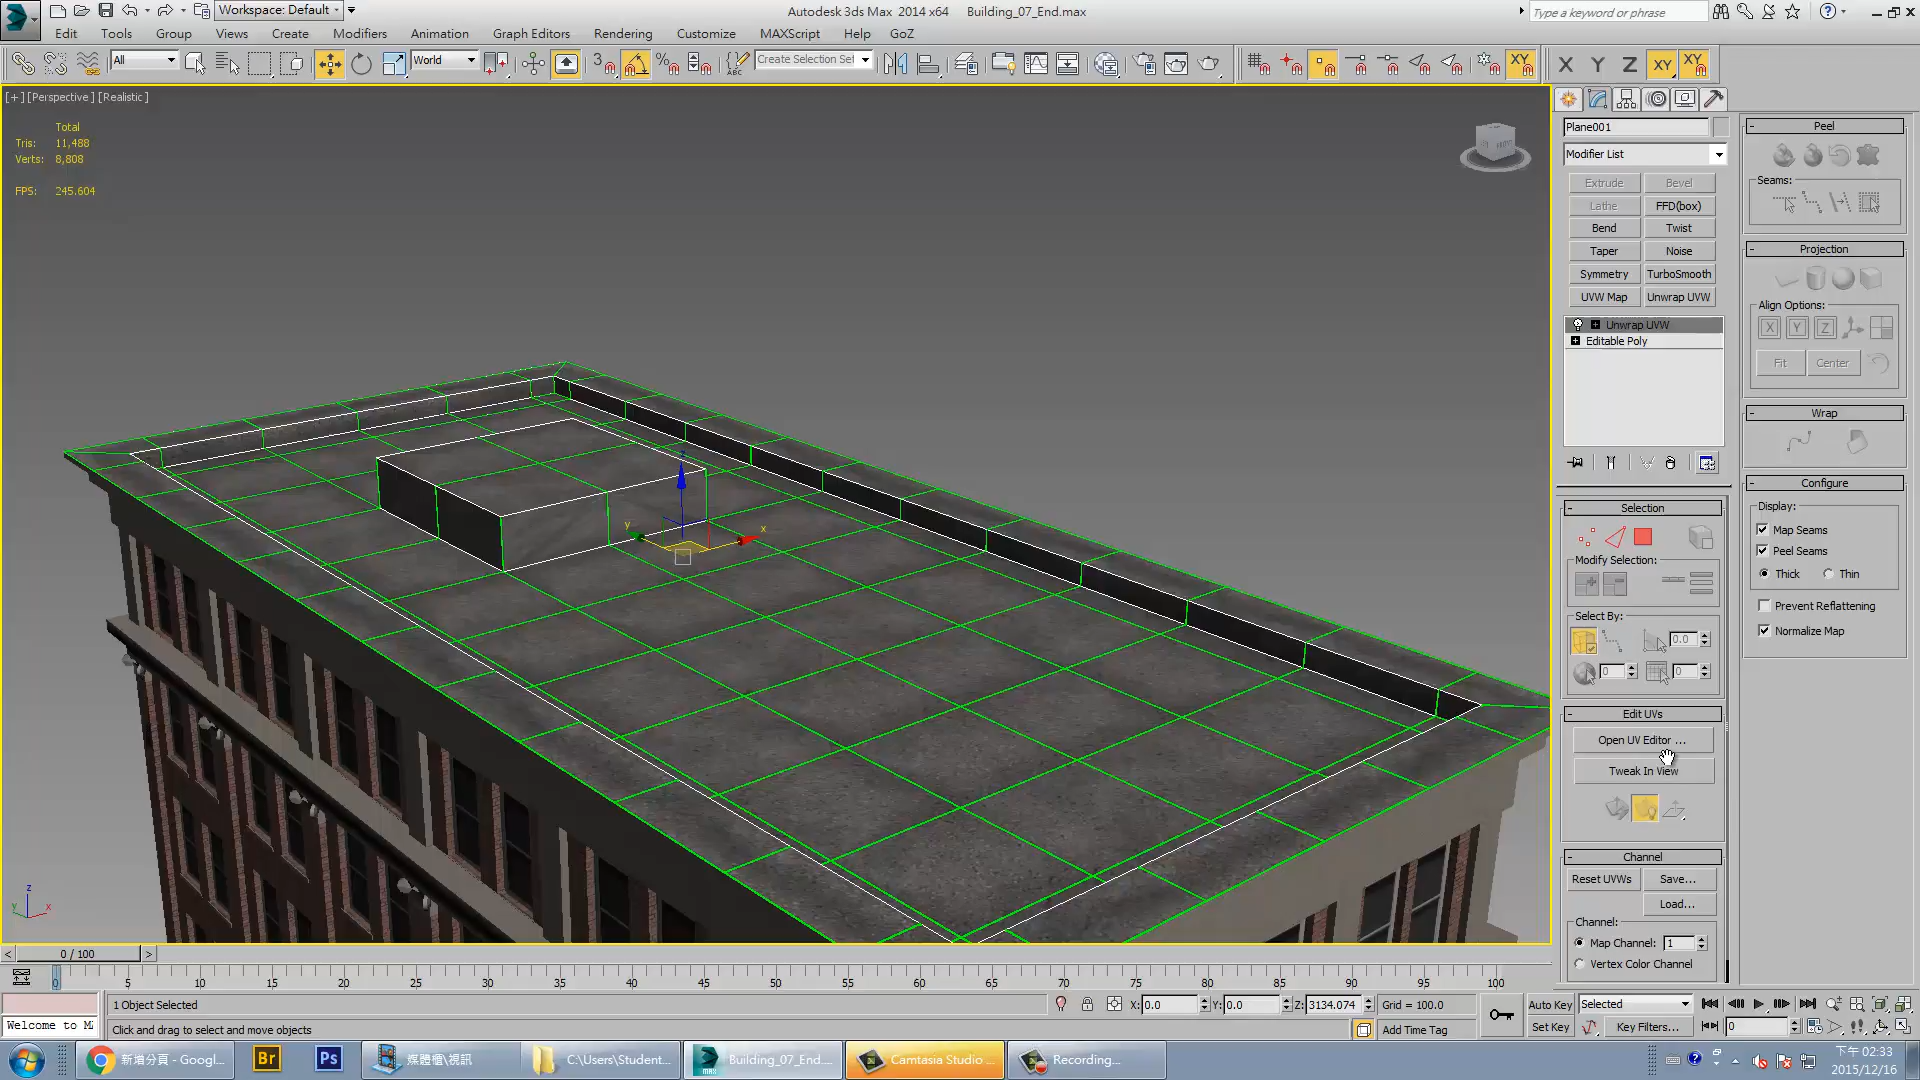 Workspace: Default
Autodesk 3ds Max 2014 x64 Building_07_End.max
Type a keyword or phrase
Edit Tools Group Views Create Modifiers Animation Graph Editors Rendering Customize MAXScript Help GoZ
All World 3 Create Selection Set X Y Z XY XY
[+] [Perspective] [Realistic]
Total
Tris: 11,488
Verts: 8,808
FPS: 245.604
Plane001
Modifier List
Extrude Bevel
Lathe FFD(box)
Bend Twist
Taper Noise
Symmetry TurboSmooth
UVW Map Unwrap UVW
Unwrap UVW
Editable Poly
Selection
Modify Selection:
Select By:
0.0
0 0
Edit UVs
Open UV Editor ...
Tweak In View
Channel
Reset UVWs Save...
Load...
Channel:
Map Channel: 1
Vertex Color Channel
Peel
Seams:
Projection
Align Options:
X Y Z
Fit Center
Wrap
Configure
Display:
Map Seams
Peel Seams
Thick Thin
Prevent Reflattening
Normalize Map
y x
z
y x
0 / 100
0 5 10 15 20 25 30 35 40 45 50 55 60 65 70 75 80 85 90 95 100
1 Object Selected X: 0.0 Y: 0.0 Z: 3134.074 Grid = 100.0 Auto Key Selected
Welcome to M
Click and drag to select and move objects Add Time Tag Set Key Key Filters... 0
新增分頁 - Googl... Br Ps 媒體櫃\視訊 C:\Users\Student... Building_07_End.... Camtasia Studio ... Recording...
下午 02:33
2015/12/16